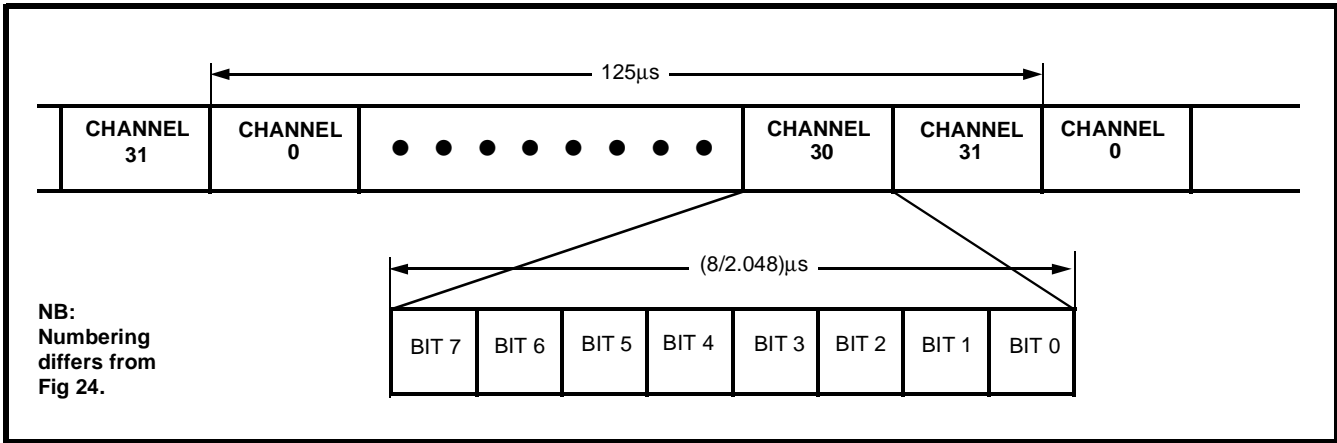 125μs
CHANNEL 31
CHANNEL 0
CHANNEL 30
CHANNEL 31
CHANNEL 0
(8/2.048)μs
NB:
Numbering
differs from
Fig 24.
BIT 7 BIT 6 BIT 5 BIT 4 BIT 3 BIT 2 BIT 1 BIT 0